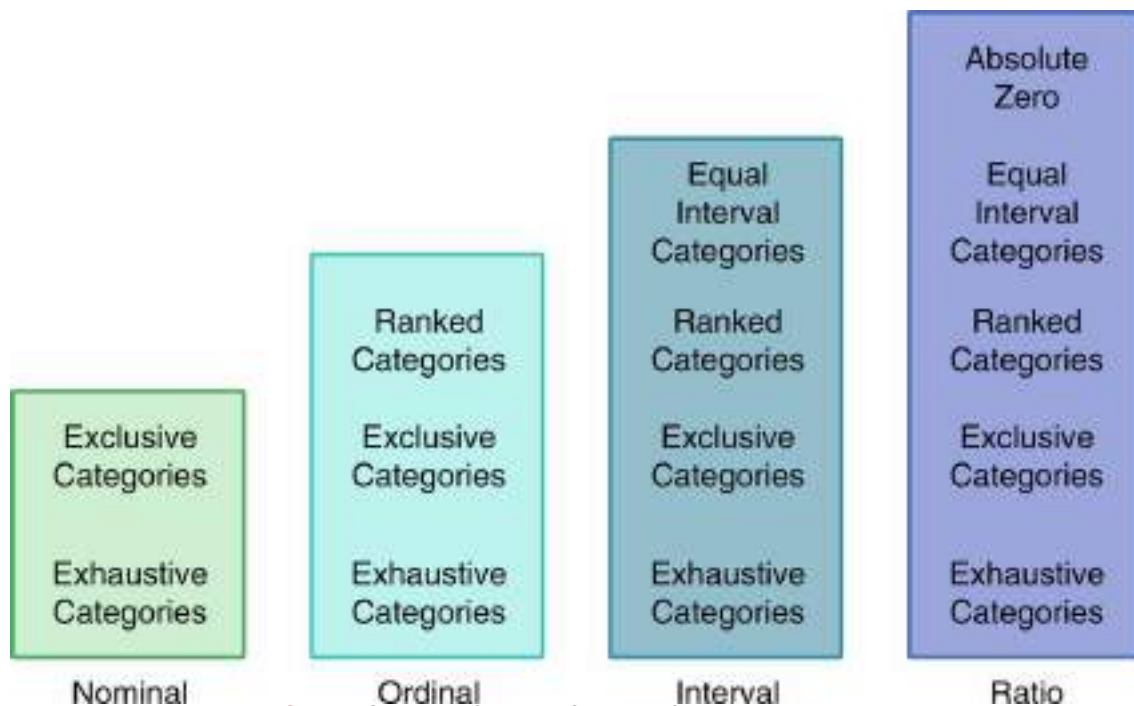 Exclusive
Categories
Exhaustive
Categories
Nominal
Ranked
Categories
Exclusive
Categories
Exhaustive
Categories
Ordinal
Equal
Interval
Categories
Ranked
Categories
Exclusive
Categories
Exhaustive
Categories
Interval
Absolute
Zero
Equal
Interval
Categories
Ranked
Categories
Exclusive
Categories
Exhaustive
Categories
Ratio